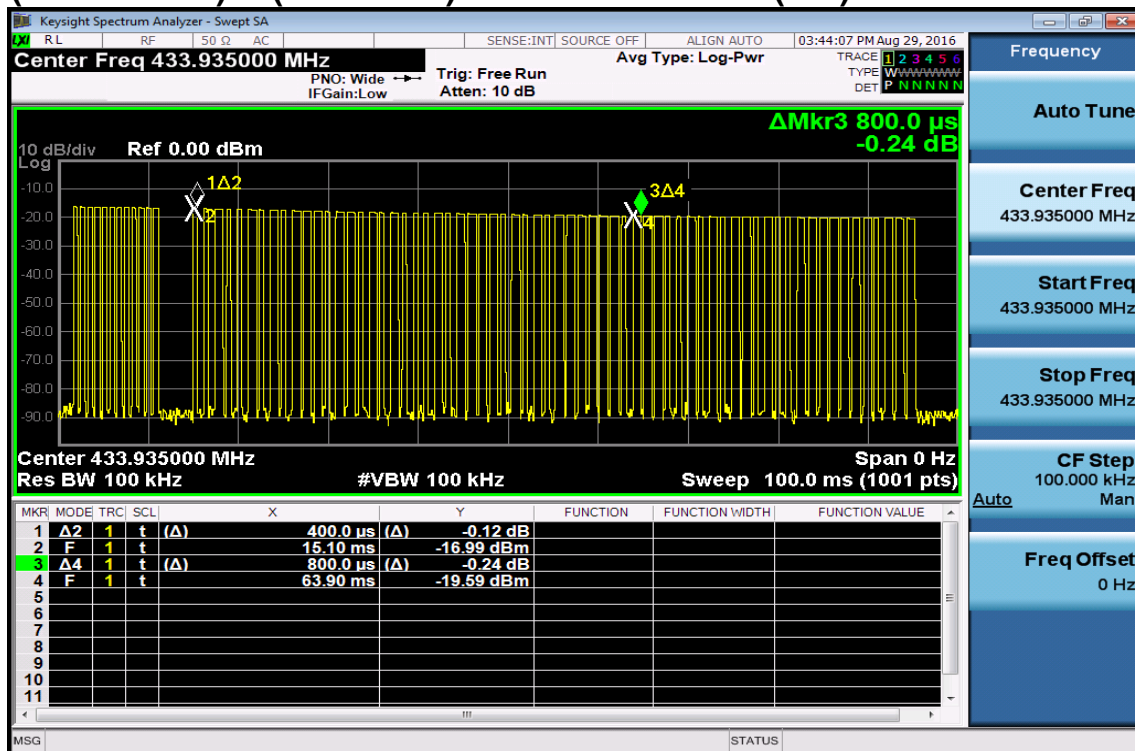 Keysight Spectrum Analyzer - Swept SA
LXI RL RF 50 Ω AC SENSE:INT SOURCE OFF ALIGN AUTO 03:44:07 PM Aug 29, 2016
Center Freq 433.935000 MHz
PNO: Wide
IFGain:Low
Trig: Free Run
Atten: 10 dB
Avg Type: Log-Pwr
TRACE 1 2 3 4 5 6
TYPE WWWWWWW
DET P N N N N N
ΔMkr3 800.0 µs
-0.24 dB
10 dB/div Ref 0.00 dBm
Log
-10.0
-20.0
-30.0
-40.0
-50.0
-60.0
-70.0
-80.0
-90.0
1Δ2
2
3Δ4
4
Center 433.935000 MHz Span 0 Hz
Res BW 100 kHz #VBW 100 kHz Sweep 100.0 ms (1001 pts)
MKR MODE TRC SCL X Y FUNCTION FUNCTION WIDTH FUNCTION VALUE
1 Δ2 1 t (Δ) 400.0 µs (Δ) -0.12 dB
2 F 1 t 15.10 ms -16.99 dBm
3 Δ4 1 t (Δ) 800.0 µs (Δ) -0.24 dB
4 F 1 t 63.90 ms -19.59 dBm
5
6
7
8
9
10
11
MSG STATUS
Frequency
Auto Tune
Center Freq
433.935000 MHz
Start Freq
433.935000 MHz
Stop Freq
433.935000 MHz
CF Step
100.000 kHz
Auto Man
Freq Offset
0 Hz